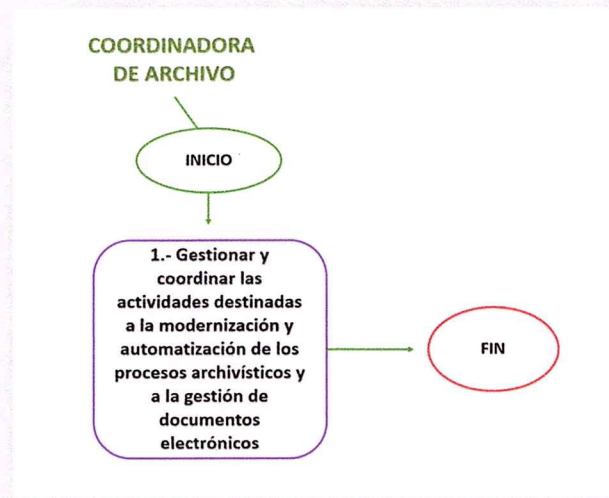 COORDINADORA
DE ARCHIVO
INICIO
1.- Gestionar y
coordinar las
actividades destinadas
a la modernización y
automatización de los
procesos archivísticos y
a la gestión de
documentos
electrónicos
FIN